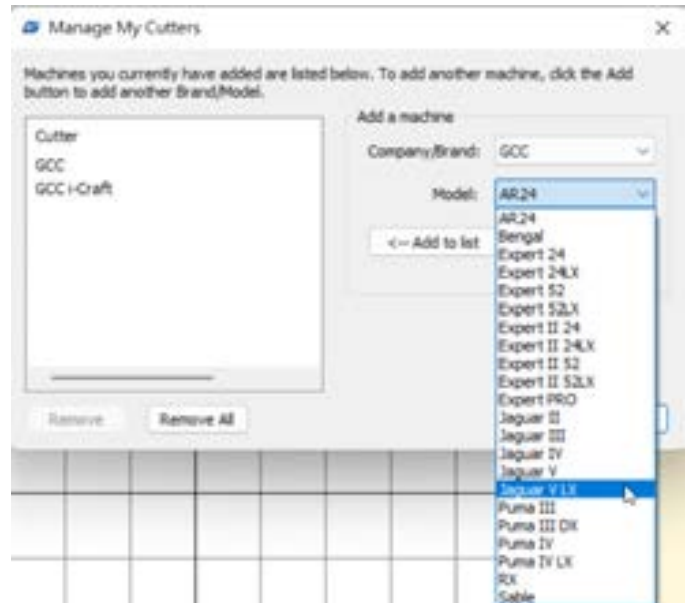 Manage My Cutters
Machines you currently have added are listed below. To add another machine, click the Add
button to add another Brand/Model.
Cutter
GCC
GCC i-Craft
Add a machine
Company/Brand: GCC
Model: AR24
<-- Add to list
AR24
Bengal
Expert 24
Expert 24LX
Expert 52
Expert 52LX
Expert II 24
Expert II 24LX
Expert II 52
Expert II 52LX
Expert PRO
Jaguar II
Jaguar III
Jaguar IV
Jaguar V
Jaguar V LX
Puma III
Puma III DX
Puma IV
Puma IV LX
RX
Sable
Remove
Remove All